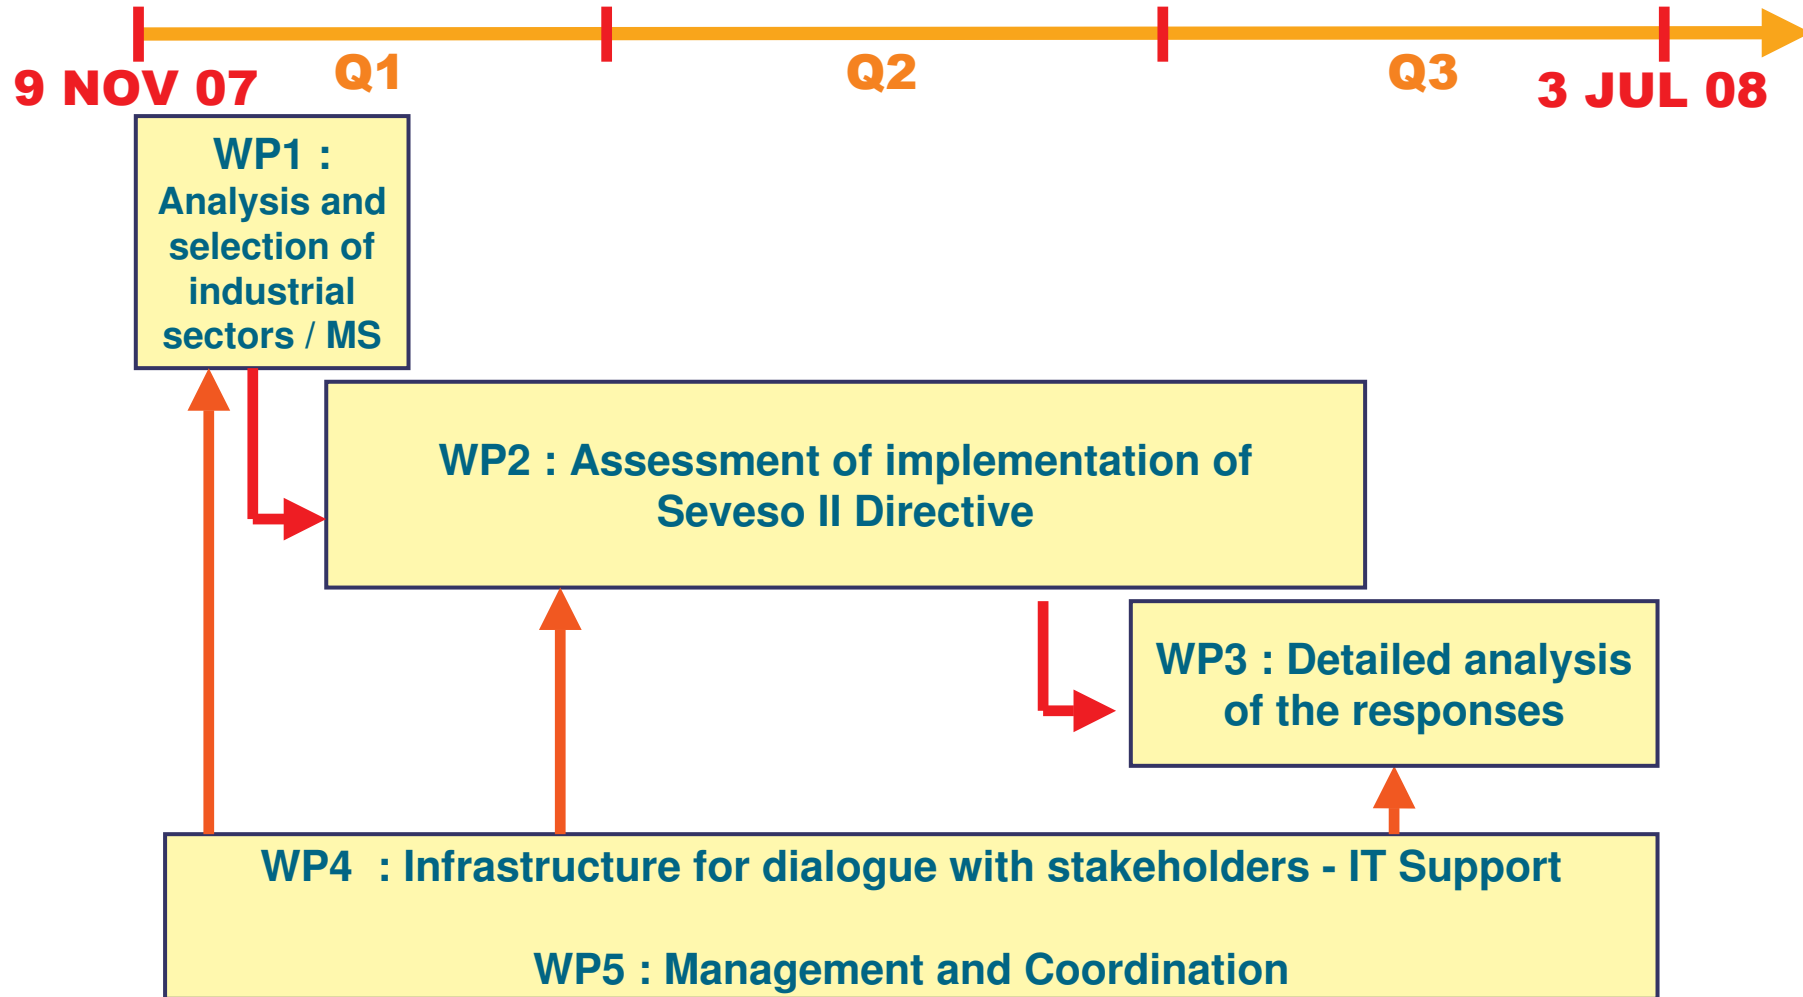 Q1
Q2
Q3
9 NOV 07
3 JUL 08
WP1 :
Analysis and
selection of
industrial
sectors / MS
WP2 : Assessment of implementation of
Seveso II Directive
WP3 : Detailed analysis
of the responses
WP4 : Infrastructure for dialogue with stakeholders - IT Support
WP5 : Management and Coordination